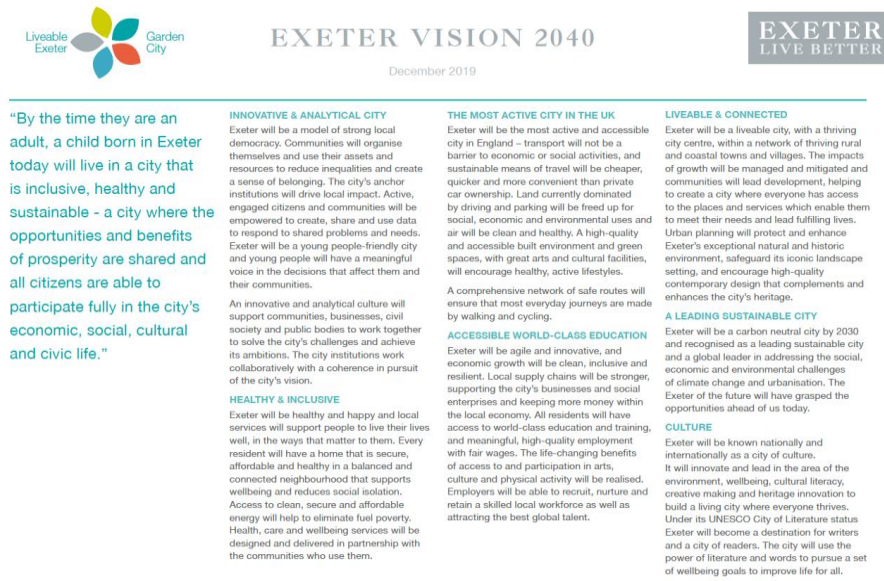 Liveable
Exeter
Garden
City
EXETER VISION 2040
December 2019
EXETER
LIVE BETTER
“By the time they are an
adult, a child born in Exeter
today will live in a city that
is inclusive, healthy and
sustainable - a city where the
opportunities and benefits
of prosperity are shared and
all citizens are able to
participate fully in the city’s
economic, social, cultural
and civic life.”
INNOVATIVE & ANALYTICAL CITY
Exeter will be a model of strong local
democracy. Communities will organise
themselves and use their assets and
resources to reduce inequalities and create
a sense of belonging. The city’s anchor
institutions will drive local impact. Active,
engaged citizens and communities will be
empowered to create, share and use data
to respond to shared problems and needs.
Exeter will be a young people-friendly city
and young people will have a meaningful
voice in the decisions that affect them and
their communities.
An innovative and analytical culture will
support communities, businesses, civil
society and public bodies to work together
to solve the city’s challenges and achieve
its ambitions. The city institutions work
collaboratively with a coherence in pursuit
of the city’s vision.
HEALTHY & INCLUSIVE
Exeter will be healthy and happy and local
services will support people to live their lives
well, in the ways that matter to them. Every
resident will have a home that is secure,
affordable and healthy in a balanced and
connected neighbourhood that supports
wellbeing and reduces social isolation.
Access to clean, secure and affordable
energy will help to eliminate fuel poverty.
Health, care and wellbeing services will be
designed and delivered in partnership with
the communities who use them.
THE MOST ACTIVE CITY IN THE UK
Exeter will be the most active and accessible
city in England – transport will not be a
barrier to economic or social activities, and
sustainable means of travel will be cheaper,
quicker and more convenient than private
car ownership. Land currently dominated
by driving and parking will be freed up for
social, economic and environmental uses and
air will be clean and healthy. A high-quality
and accessible built environment and green
spaces, with great arts and cultural facilities,
will encourage healthy, active lifestyles.
A comprehensive network of safe routes will
ensure that most everyday journeys are made
by walking and cycling.
ACCESSIBLE WORLD-CLASS EDUCATION
Exeter will be agile and innovative, and
economic growth will be clean, inclusive and
resilient. Local supply chains will be stronger,
supporting the city’s businesses and social
enterprises and keeping more money within
the local economy. All residents will have
access to world-class education and training,
and meaningful, high-quality employment
with fair wages. The life-changing benefits
of access to and participation in arts,
culture and physical activity will be realised.
Employers will be able to recruit, nurture and
retain a skilled local workforce as well as
attracting the best global talent.
LIVEABLE & CONNECTED
Exeter will be a liveable city, with a thriving
city centre, within a network of thriving rural
and coastal towns and villages. The impacts
of growth will be managed and mitigated and
communities will lead development, helping
to create a city where everyone has access
to the places and services which enable them
to meet their needs and lead fulfilling lives.
Urban planning will protect and enhance
Exeter’s exceptional natural and historic
environment, safeguard its iconic landscape
setting, and encourage high-quality
contemporary design that complements and
enhances the city’s heritage.
A LEADING SUSTAINABLE CITY
Exeter will be a carbon neutral city by 2030
and recognised as a leading sustainable city
and a global leader in addressing the social,
economic and environmental challenges
of climate change and urbanisation. The
Exeter of the future will have grasped the
opportunities ahead of us today.
CULTURE
Exeter will be known nationally and
internationally as a city of culture.
It will innovate and lead in the area of the
environment, wellbeing, cultural literacy,
creative making and heritage innovation to
build a living city where everyone thrives.
Under its UNESCO City of Literature status
Exeter will become a destination for writers
and a city of readers. The city will use the
power of literature and words to pursue a set
of wellbeing goals to improve life for all.